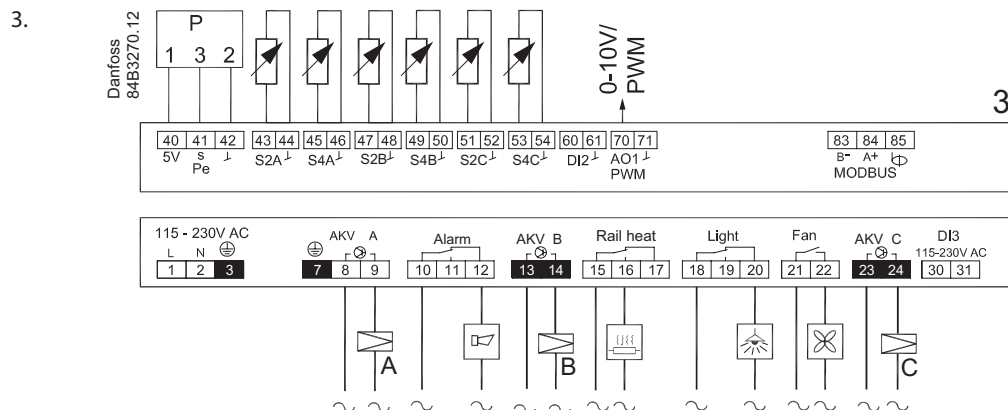 3.
Danfoss
84B3270.12
P
1 3 2
0-10V/
PWM
3
40 41 42 43 44 45 46 47 48 49 50 51 52 53 54 60 61 70 71 83 84 85
5V s S2A S4A S2B S4B S2C S4C DI2 AO1 B- A+
Pe PWM MODBUS
115 - 230V AC AKV A Alarm AKV B Rail heat Light Fan AKV C DI3
L N 115-230V AC
1 2 3 7 8 9 10 11 12 13 14 15 16 17 18 19 20 21 22 23 24 30 31
A B C